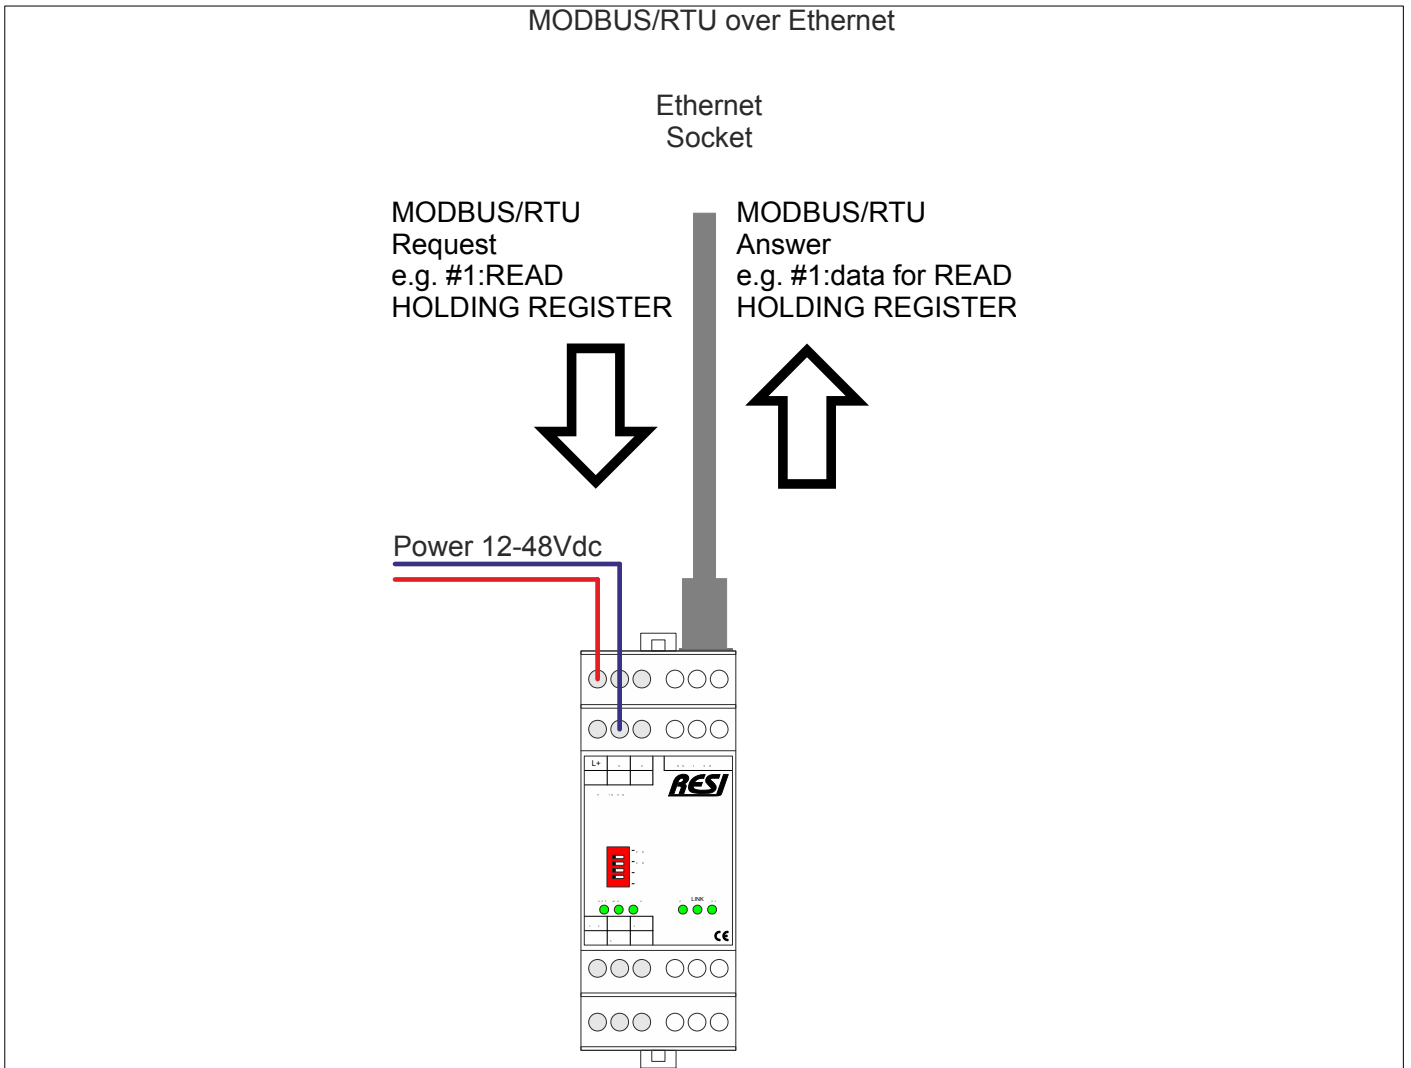 MODBUS/RTU over Ethernet
Ethernet
Socket
MODBUS/RTU
Request
e.g. #1:READ
HOLDING REGISTER
MODBUS/RTU
Answer
e.g. #1:data for READ
HOLDING REGISTER
Power 12-48Vdc
L+
RESI
LINK
CE